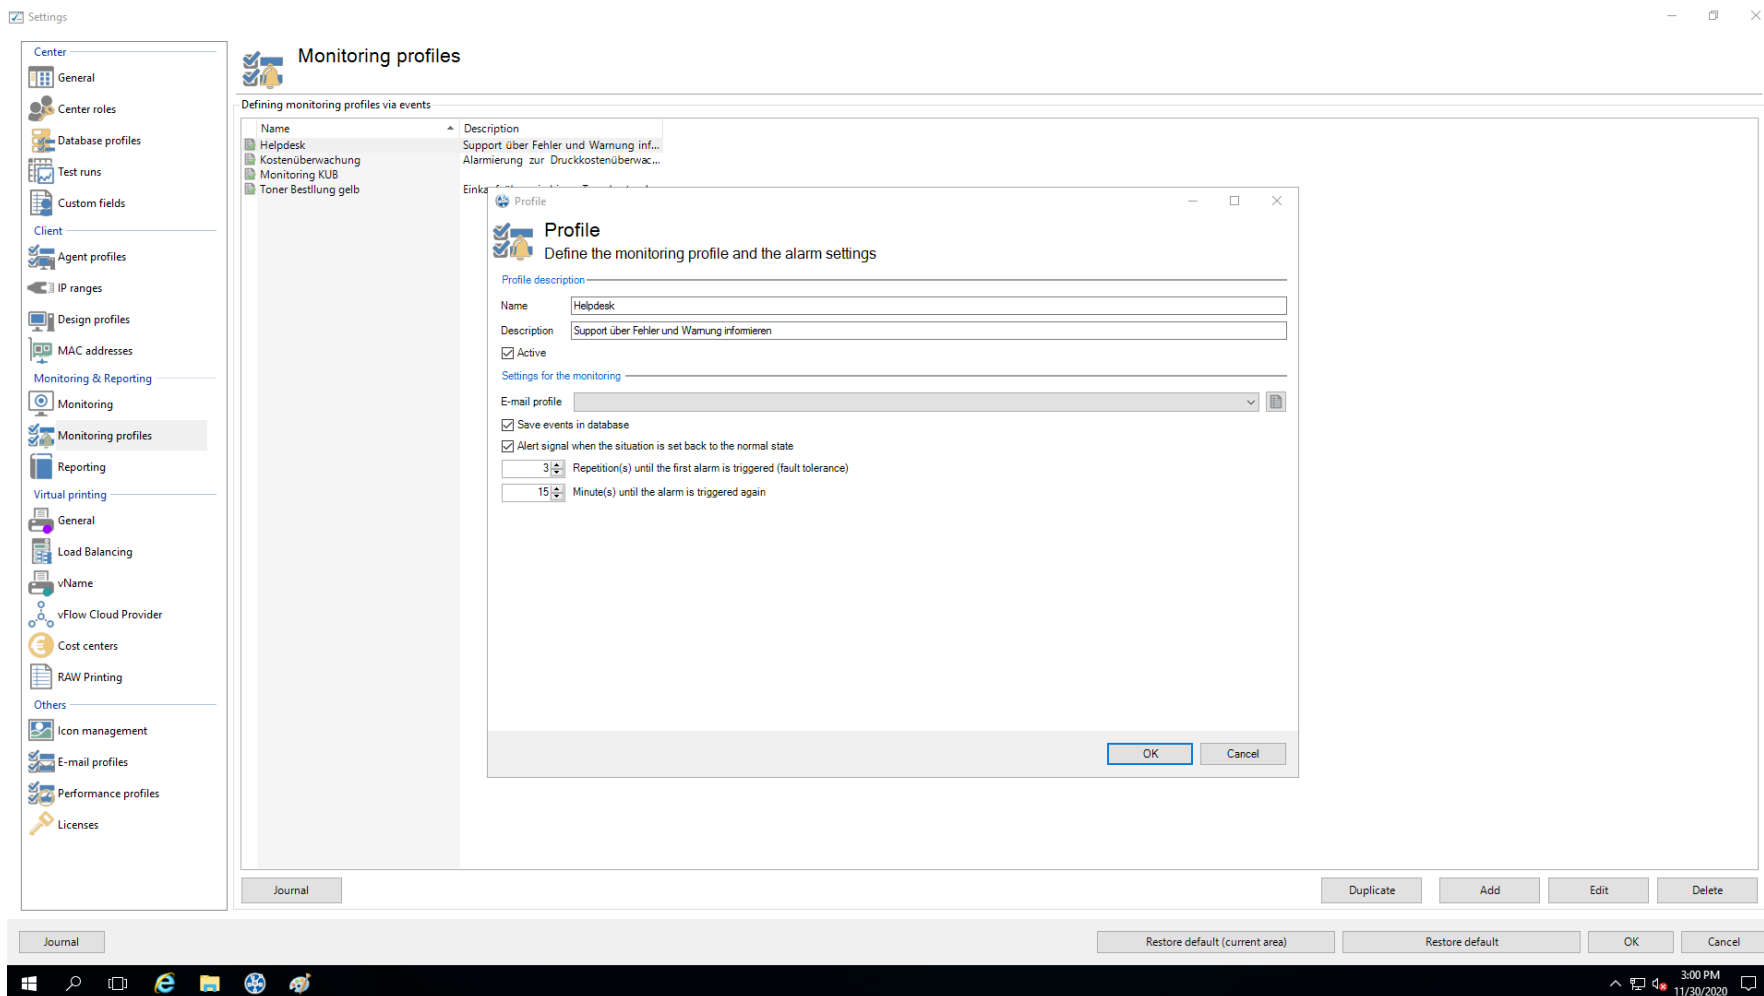 Settings
Center
General
Center roles
Database profiles
Test runs
Custom fields
Client
Agent profiles
IP ranges
Design profiles
MAC addresses
Monitoring & Reporting
Monitoring
Monitoring profiles
Reporting
Virtual printing
General
Load Balancing
vName
vFlow Cloud Provider
Cost centers
RAW Printing
Others
Icon management
E-mail profiles
Performance profiles
Licenses
Monitoring profiles
Defining monitoring profiles via events
Name Description
Helpdesk Support über Fehler und Warnung inf...
Kostenüberwachung Alarmierung zur Druckkostenüberwac...
Monitoring KUB
Toner Bestllung gelb
Profile
Profile
Define the monitoring profile and the alarm settings
Profile description
Name Helpdesk
Description Support über Fehler und Warnung informieren
Active
Settings for the monitoring
E-mail profile
Save events in database
Alert signal when the situation is set back to the normal state
3 Repetition(s) until the first alarm is triggered (fault tolerance)
15 Minute(s) until the alarm is triggered again
OK Cancel
Journal Duplicate Add Edit Delete
Journal Restore default (current area) Restore default OK Cancel
3:00 PM
11/30/2020